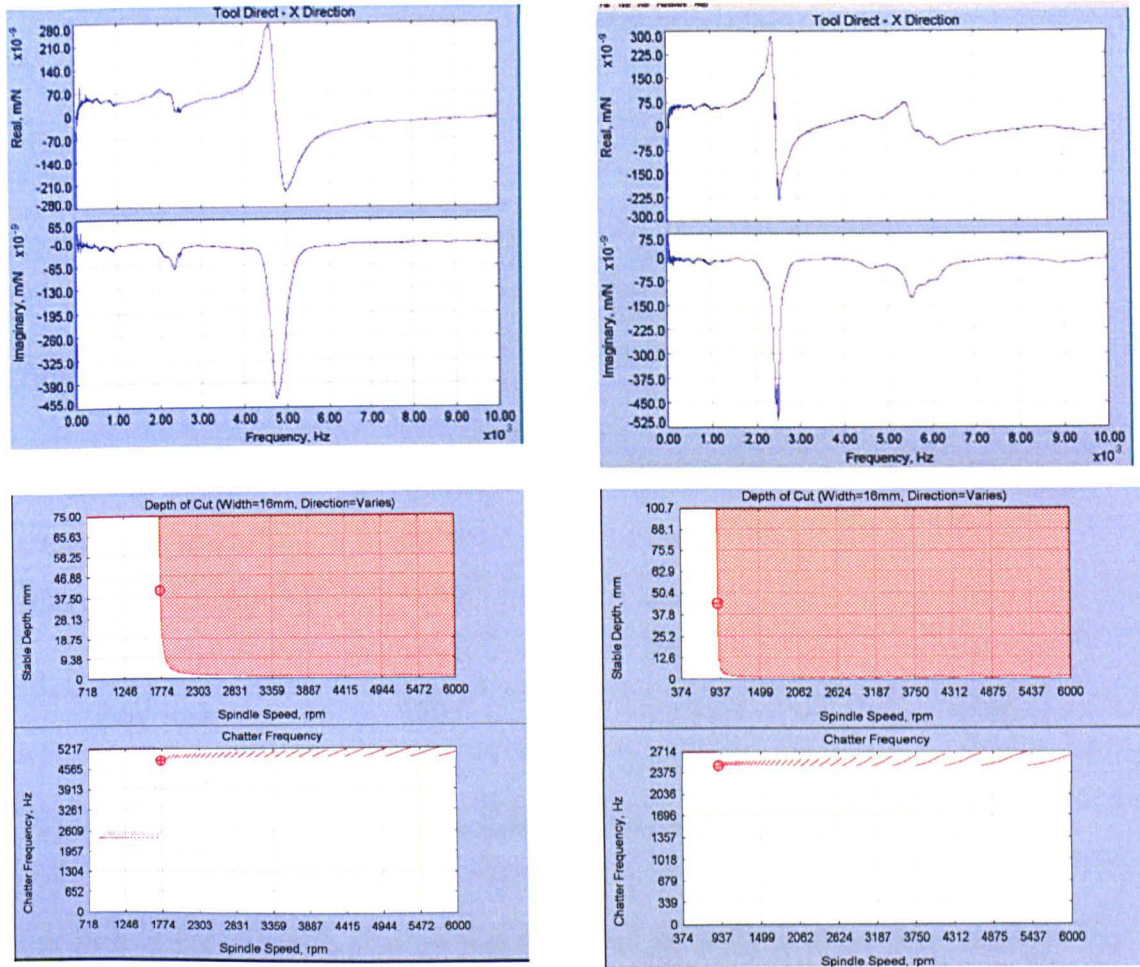 Tool Direct - X Direction
x10⁻⁹
Real, m/N
280.0
210.0
140.0
70.0
0
-70.0
-140.0
-210.0
-280.0
x10⁻⁹
Imaginary, m/N
65.0
-0.0
-65.0
-130.0
-195.0
-260.0
-325.0
-390.0
-455.0
0.00 1.00 2.00 3.00 4.00 5.00 6.00 7.00 8.00 9.00 10.00
Frequency, Hz
x10³
Tool Direct - X Direction
x10⁻⁹
Real, m/N
300.0
225.0
150.0
75.0
0
-75.0
-150.0
-225.0
-300.0
x10⁻⁹
Imaginary, m/N
75.0
0
-75.0
-150.0
-225.0
-300.0
-375.0
-450.0
-525.0
0.00 1.00 2.00 3.00 4.00 5.00 6.00 7.00 8.00 9.00 10.00
Frequency, Hz
x10³
Depth of Cut (Width=16mm, Direction=Varies)
Stable Depth, mm
75.00
65.63
56.25
46.88
37.50
28.13
18.75
9.38
0
718 1246 1774 2303 2831 3359 3887 4415 4944 5472 6000
Spindle Speed, rpm
Chatter Frequency
Chatter Frequency, Hz
5217
4565
3913
3261
2609
1957
1304
652
0
718 1246 1774 2303 2831 3359 3887 4415 4944 5472 6000
Spindle Speed, rpm
Depth of Cut (Width=16mm, Direction=Varies)
Stable Depth, mm
100.7
88.1
75.5
62.9
50.4
37.8
25.2
12.6
0
374 937 1499 2062 2624 3187 3750 4312 4875 5437 6000
Spindle Speed, rpm
Chatter Frequency
Chatter Frequency, Hz
2714
2375
2036
1696
1357
1018
679
339
0
374 937 1499 2062 2624 3187 3750 4312 4875 5437 6000
Spindle Speed, rpm